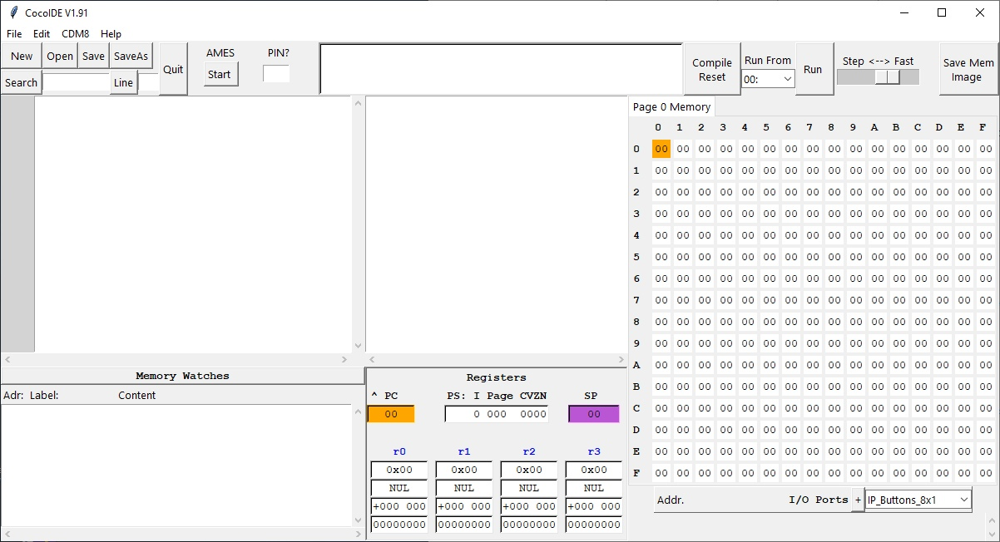 CocoIDE V1.91
File Edit CDM8 Help
New Open Save SaveAs
Search Line
Quit
AMES
Start
PIN?
Compile
Reset
Run From
00:
Run
Step <--> Fast
Save Mem
Image
Page 0 Memory
0 1 2 3 4 5 6 7 8 9 A B C D E F
0 00 00 00 00 00 00 00 00 00 00 00 00 00 00 00 00
1 00 00 00 00 00 00 00 00 00 00 00 00 00 00 00 00
2 00 00 00 00 00 00 00 00 00 00 00 00 00 00 00 00
3 00 00 00 00 00 00 00 00 00 00 00 00 00 00 00 00
4 00 00 00 00 00 00 00 00 00 00 00 00 00 00 00 00
5 00 00 00 00 00 00 00 00 00 00 00 00 00 00 00 00
6 00 00 00 00 00 00 00 00 00 00 00 00 00 00 00 00
7 00 00 00 00 00 00 00 00 00 00 00 00 00 00 00 00
8 00 00 00 00 00 00 00 00 00 00 00 00 00 00 00 00
9 00 00 00 00 00 00 00 00 00 00 00 00 00 00 00 00
A 00 00 00 00 00 00 00 00 00 00 00 00 00 00 00 00
B 00 00 00 00 00 00 00 00 00 00 00 00 00 00 00 00
C 00 00 00 00 00 00 00 00 00 00 00 00 00 00 00 00
D 00 00 00 00 00 00 00 00 00 00 00 00 00 00 00 00
E 00 00 00 00 00 00 00 00 00 00 00 00 00 00 00 00
F 00 00 00 00 00 00 00 00 00 00 00 00 00 00 00 00
Memory Watches
Adr: Label: Content
Registers
^ PC PS: I Page CVZN SP
00 0 000 0000 00
r0 r1 r2 r3
0x00 0x00 0x00 0x00
NUL NUL NUL NUL
+000 000 +000 000 +000 000 +000 000
00000000 00000000 00000000 00000000
Addr. I/O Ports + IP_Buttons_8x1